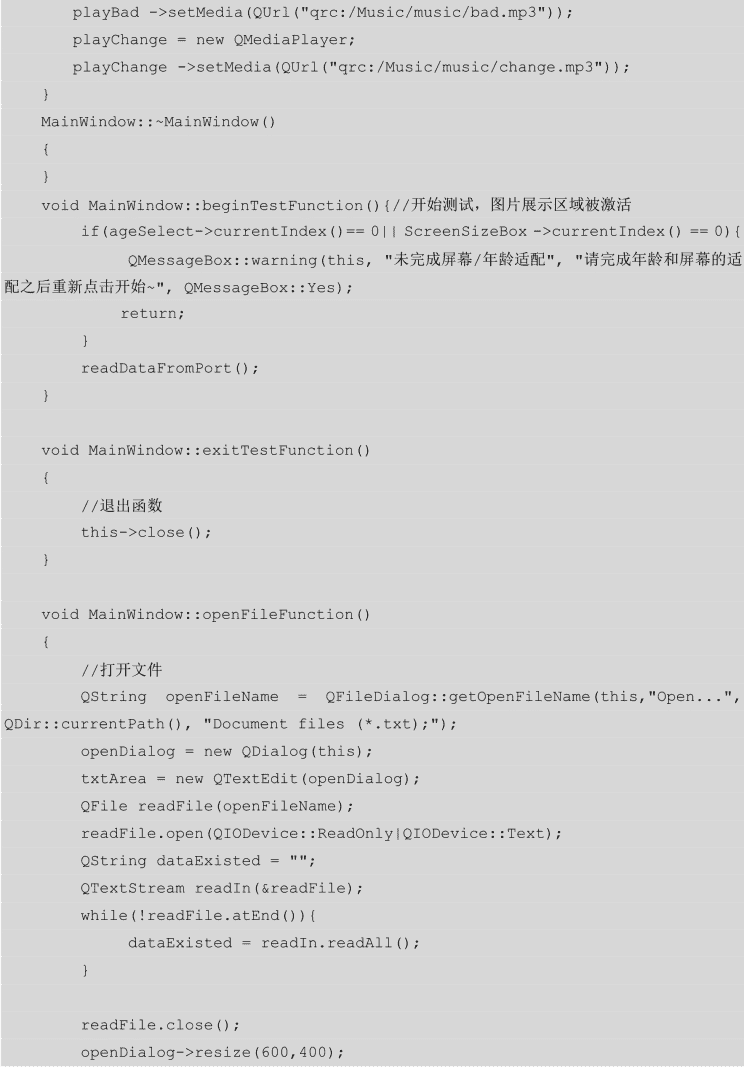 playBad ->setMedia(QUrl("qrc:/Music/music/bad.mp3"));
playChange = new QMediaPlayer;
playChange ->setMedia(QUrl("qrc:/Music/music/change.mp3"));
}
MainWindow::~MainWindow()
{
}
void MainWindow::beginTestFunction(){//开始测试，图片展示区域被激活
if(ageSelect->currentIndex()== 0|| ScreenSizeBox ->currentIndex() == 0){
QMessageBox::warning(this, "未完成屏幕/年龄适配", "请完成年龄和屏幕的适
配之后重新点击开始~", QMessageBox::Yes);
return;
}
readDataFromPort();
}
void MainWindow::exitTestFunction()
{
//退出函数
this->close();
}
void MainWindow::openFileFunction()
{
//打开文件
QString openFileName = QFileDialog::getOpenFileName(this,"Open...",
QDir::currentPath(), "Document files (*.txt);");
openDialog = new QDialog(this);
txtArea = new QTextEdit(openDialog);
QFile readFile(openFileName);
readFile.open(QIODevice::ReadOnly|QIODevice::Text);
QString dataExisted = "";
QTextStream readIn(&readFile);
while(!readFile.atEnd()){
dataExisted = readIn.readAll();
}
readFile.close();
openDialog->resize(600,400);